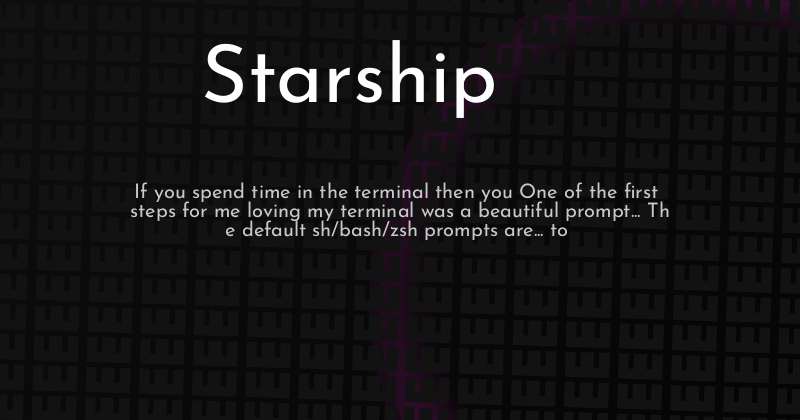 Starship
If you spend time in the terminal then you One of the first
steps for me loving my terminal was a beautiful prompt... Th
e default sh/bash/zsh prompts are... to